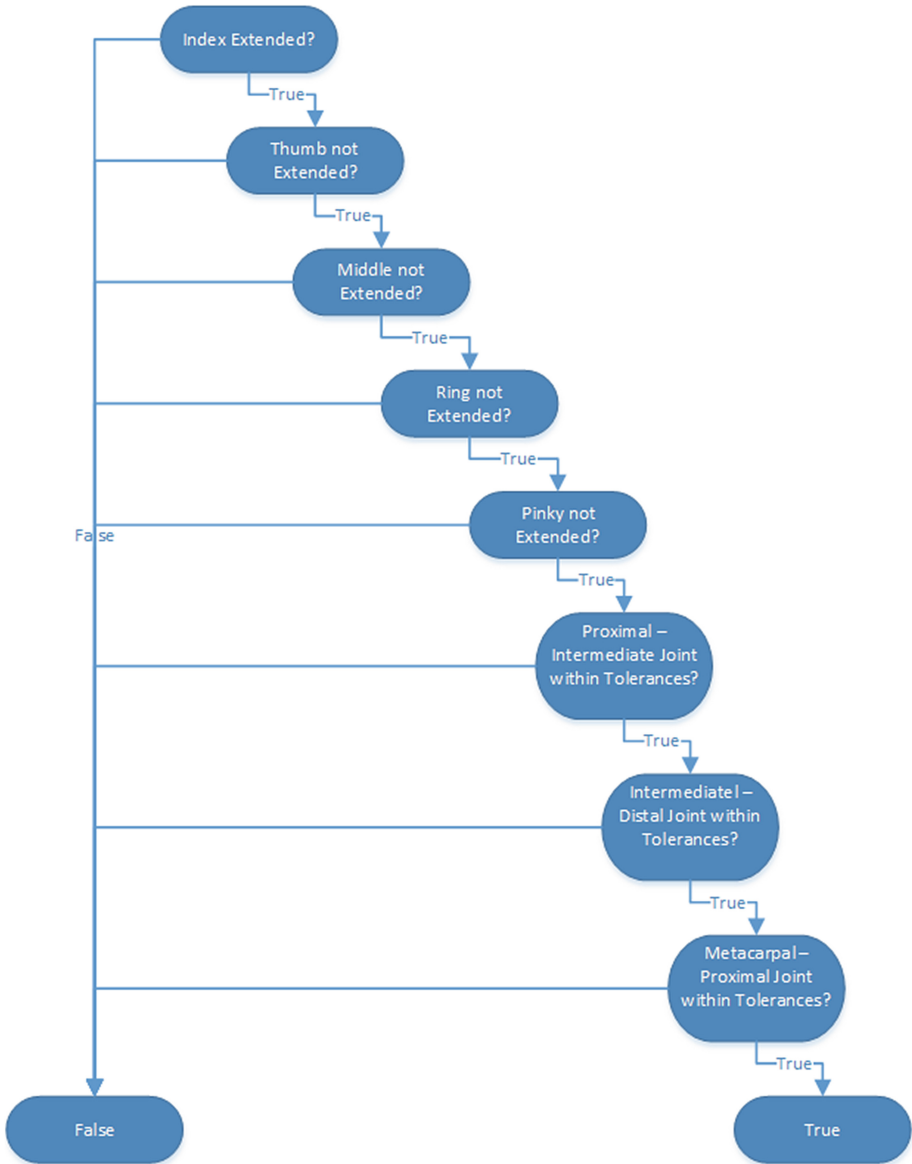 Index Extended?
True
Thumb not
Extended?
True
Middle not
Extended?
True
Ring not
Extended?
True
Pinky not
Extended?
False
True
Proximal –
Intermediate Joint
within Tolerances?
True
Intermediatel –
Distal Joint within
Tolerances?
True
Metacarpal –
Proximal Joint
within Tolerances?
True
False
True